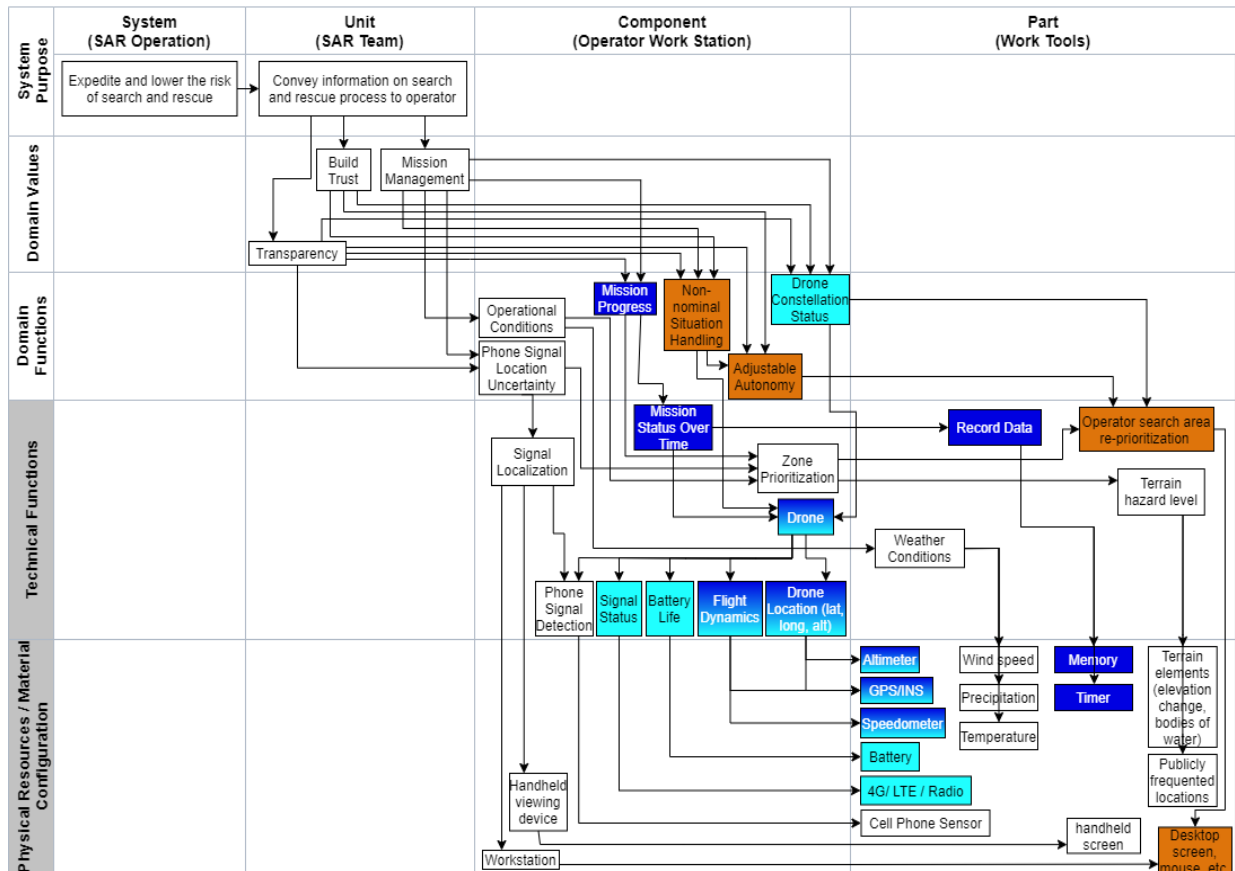 System
(SAR Operation)
Unit
(SAR Team)
Component
(Operator Work Station)
Part
(Work Tools)
System
Purpose
Expedite and lower the risk
of search and rescue
Convey information on search
and rescue process to operator
Domain Values
Build
Trust
Mission
Management
Transparency
Domain
Functions
Operational
Conditions
Phone Signal
Location
Uncertainty
Mission
Progress
Non-
nominal
Situation
Handling
Adjustable
Autonomy
Drone
Constellation
Status
Technical Functions
Signal
Localization
Mission
Status Over
Time
Zone
Prioritization
Drone
Record Data
Operator search area
re-prioritization
Terrain
hazard level
Weather
Conditions
Phone
Signal
Detection
Signal
Status
Battery
Life
Flight
Dynamics
Drone
Location (lat,
long, alt)
Physical Resources / Material
Configuration
Altimeter
GPS/INS
Speedometer
Battery
4G/ LTE / Radio
Cell Phone Sensor
Wind speed
Precipitation
Temperature
Memory
Timer
Terrain
elements
(elevation
change,
bodies of
water)
Publicly
frequented
locations
Handheld
viewing
device
Workstation
handheld
screen
Desktop
screen,
mouse, etc